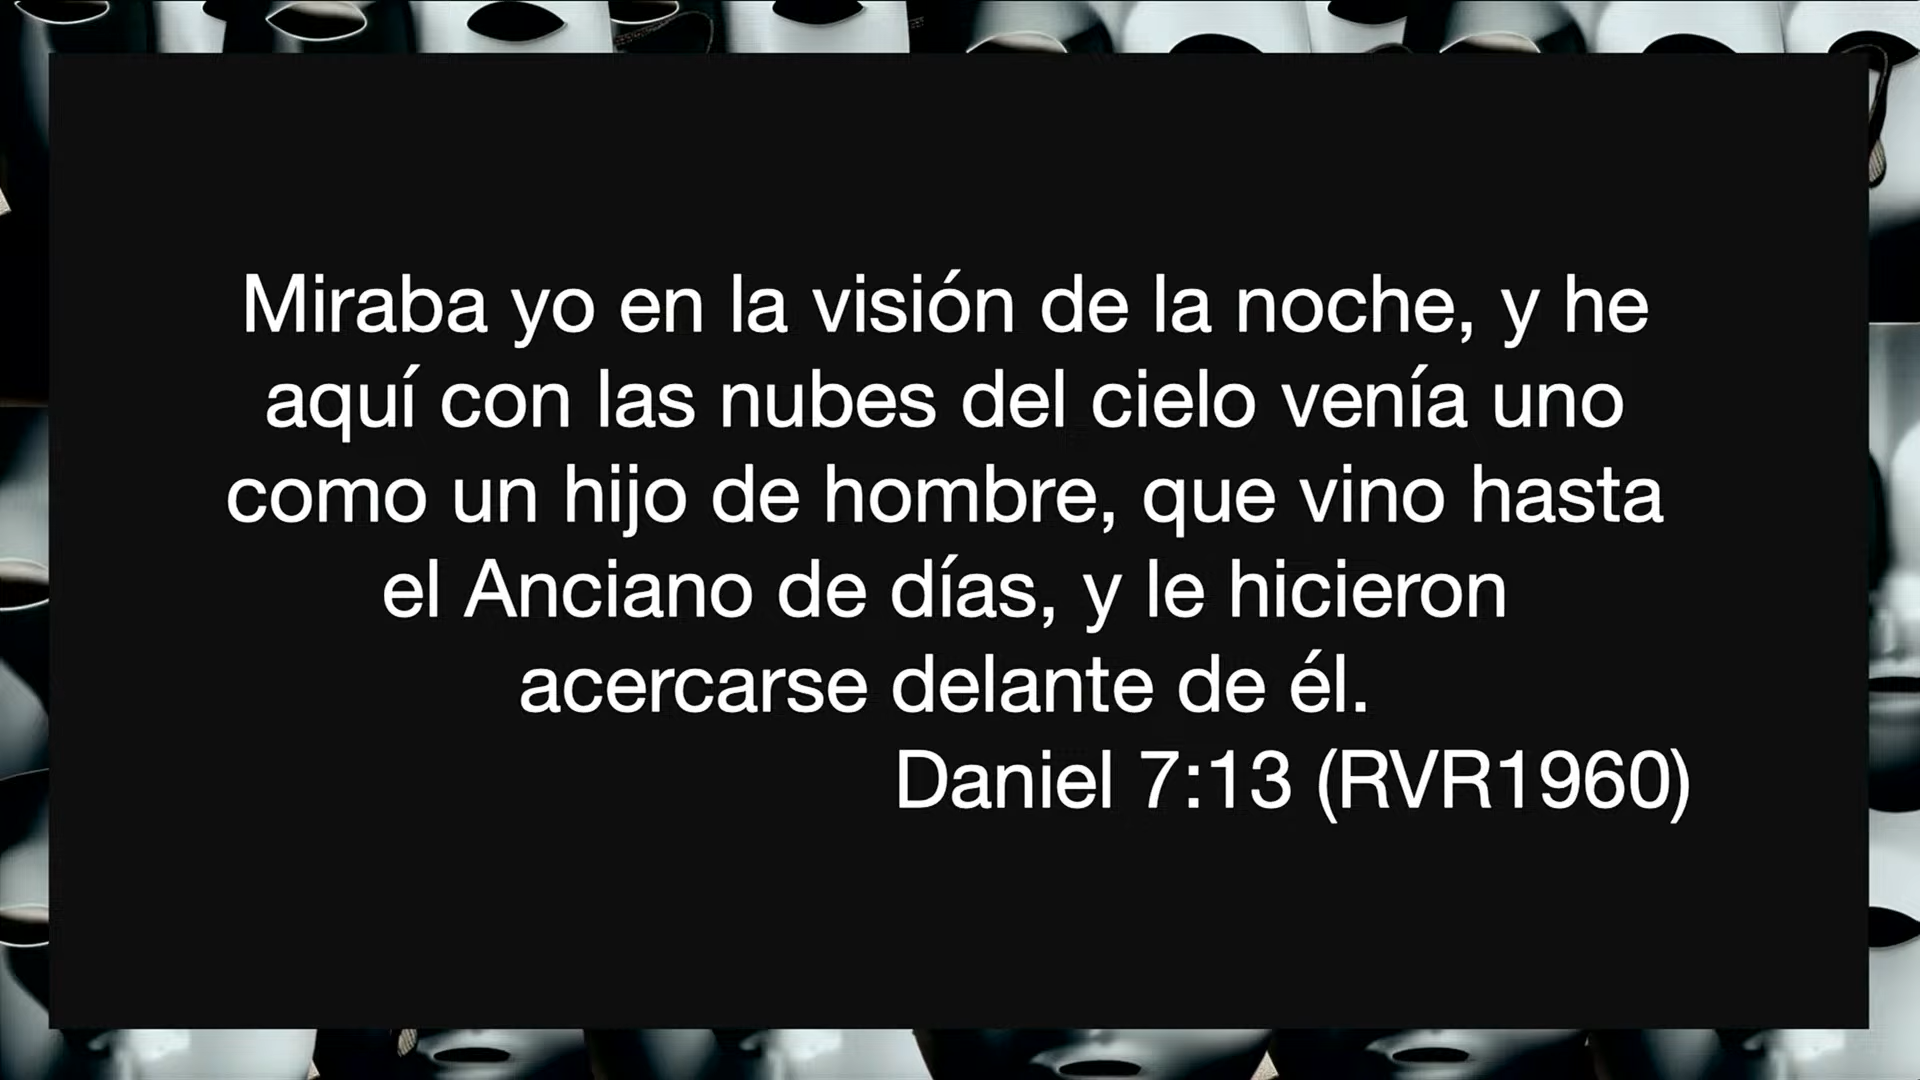 Miraba yo en la visión de la noche, y he
aquí con las nubes del cielo venía uno
como un hijo de hombre, que vino hasta
el Anciano de días, y le hicieron
acercarse delante de él.
Daniel 7:13 (RVR1960)